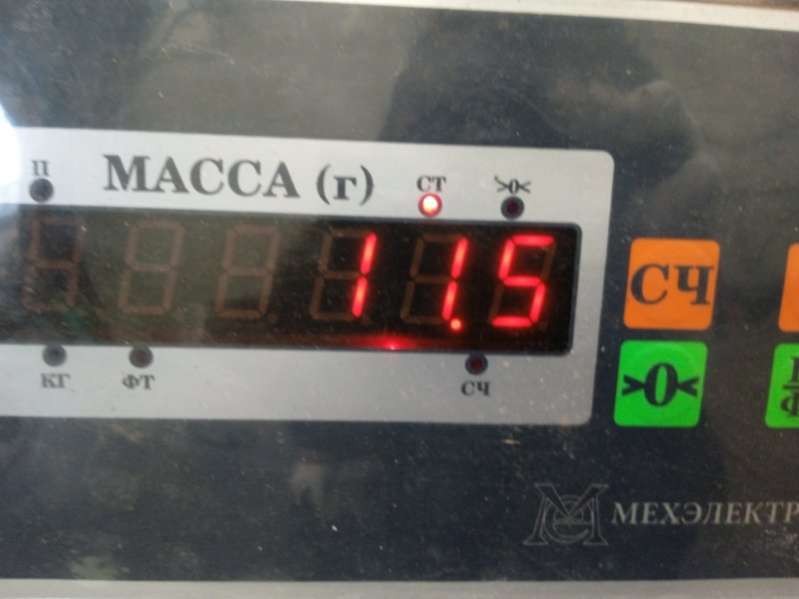 П МАССА (г) СТ >0<
11.5
КГ ФТ СЧ
СЧ
>0<
МЕХЭЛЕКТР